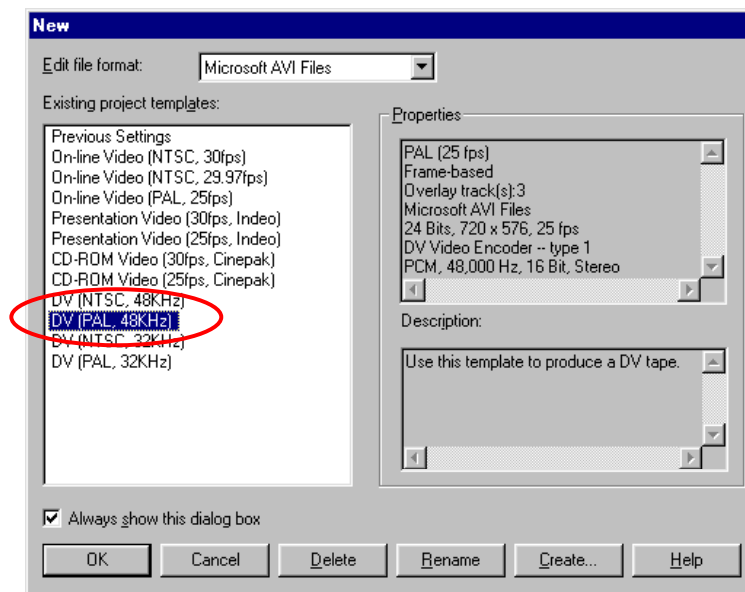 New
Edit file format:
Microsoft AVI Files
Existing project templates:
Previous Settings
On-line Video (NTSC, 30fps)
On-line Video (NTSC, 29.97fps)
On-line Video (PAL, 25fps)
Presentation Video (30fps, Indeo)
Presentation Video (25fps, Indeo)
CD-ROM Video (30fps, Cinepak)
CD-ROM Video (25fps, Cinepak)
DV (NTSC, 48KHz)
DV (PAL, 48KHz)
DV (NTSC, 32KHz)
DV (PAL, 32KHz)
Properties
PAL (25 fps)
Frame-based
Overlay track(s):3
Microsoft AVI Files
24 Bits, 720 x 576, 25 fps
DV Video Encoder -- type 1
PCM, 48,000 Hz, 16 Bit, Stereo
Description:
Use this template to produce a DV tape.
Always show this dialog box
OK
Cancel
Delete
Rename
Create...
Help